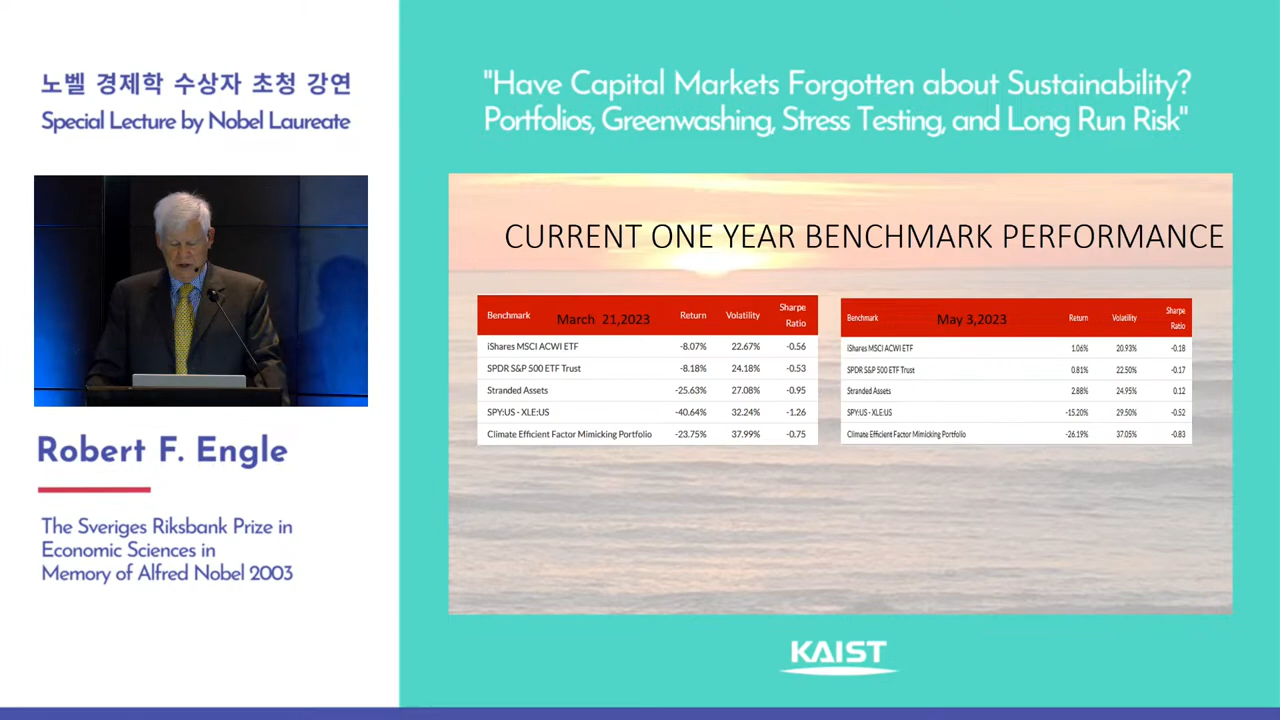 노벨 경제학 수상자 초청 강연
Special Lecture by Nobel Laureate
Robert F. Engle
The Sveriges Riksbank Prize in
Economic Sciences in
Memory of Alfred Nobel 2003
"Have Capital Markets Forgotten about Sustainability?
Portfolios, Greenwashing, Stress Testing, and Long Run Risk"
CURRENT ONE YEAR BENCHMARK PERFORMANCE
Benchmark March 21,2023 Return Volatility Sharpe Ratio
iShares MSCI ACWI ETF -8.07% 22.67% -0.56
SPDR S&P 500 ETF Trust -8.18% 24.18% -0.53
Stranded Assets -25.63% 27.08% -0.95
SPY:US - XLE:US -40.64% 32.24% -1.26
Climate Efficient Factor Mimicking Portfolio -23.75% 37.99% -0.75
Benchmark May 3,2023 Return Volatility Sharpe Ratio
iShares MSCI ACWI ETF 1.06% 20.93% -0.18
SPDR S&P 500 ETF Trust 0.81% 22.50% -0.17
Stranded Assets 2.88% 24.95% 0.12
SPY:US - XLE:US -15.20% 29.50% -0.52
Climate Efficient Factor Mimicking Portfolio -26.19% 37.05% -0.83
KAIST